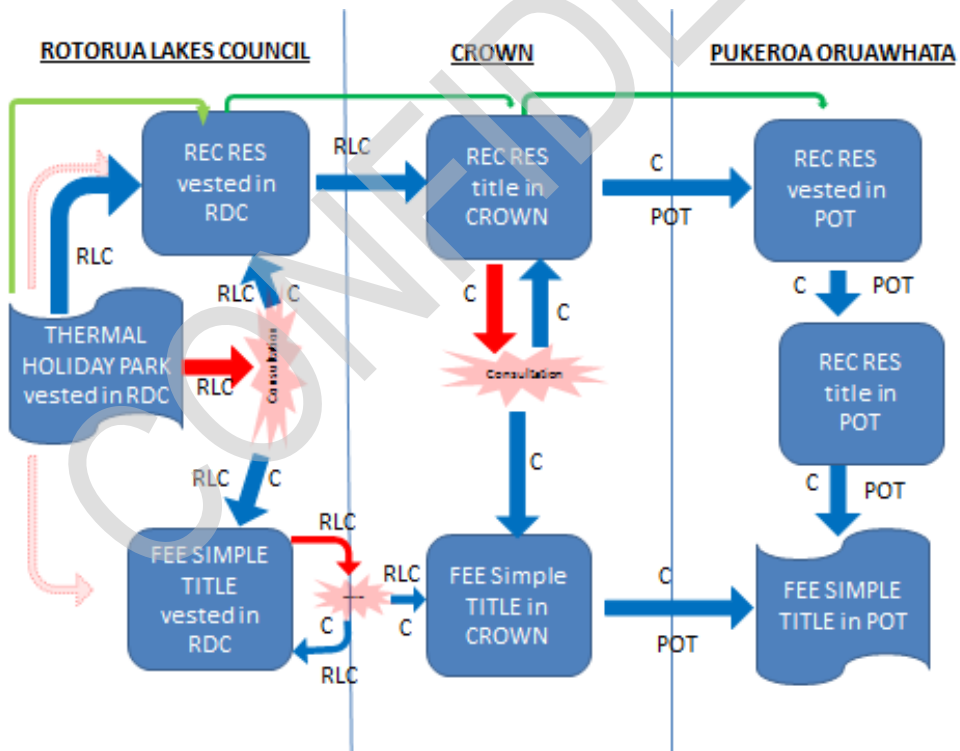 ROTORUA LAKES COUNCIL
CROWN
PUKEROA ORUAWHATA
REC RES
vested in
RDC
RLC
REC RES
title in
CROWN
C
POT
REC RES
vested in
POT
RLC
RLC
C
C
C
C
POT
THERMAL
HOLIDAY PARK
vested in RDC
RLC
Consultation
Consultation
REC RES
title in
POT
RLC
C
C
C
POT
RLC
FEE SIMPLE
TITLE
vested in
RDC
C
RLC
RLC
C
FEE Simple
TITLE in
CROWN
C
POT
FEE SIMPLE
TITLE in POT